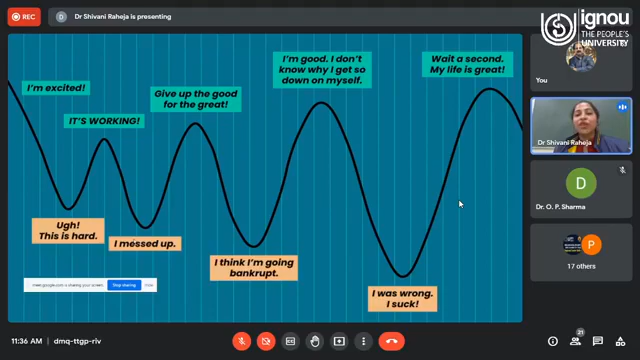 REC
D
Dr Shivani Raheja is presenting
ignou
THE PEOPLE'S
UNIVERSITY
I'm excited!
IT'S WORKING!
Give up the good
for the great!
I'm good. I don't
know why I get so
down on myself.
Wait a second.
My life is great!
Ugh!
This is hard.
I messed up.
I think I'm going
bankrupt.
I was wrong.
I suck!
meet.google.com is sharing your screen.
Stop sharing
Hide
You
Dr Shivani Raheja
D
Dr. O. P. Sharma
P
17 others
11:36 AM
dmq-ttgp-riv
21